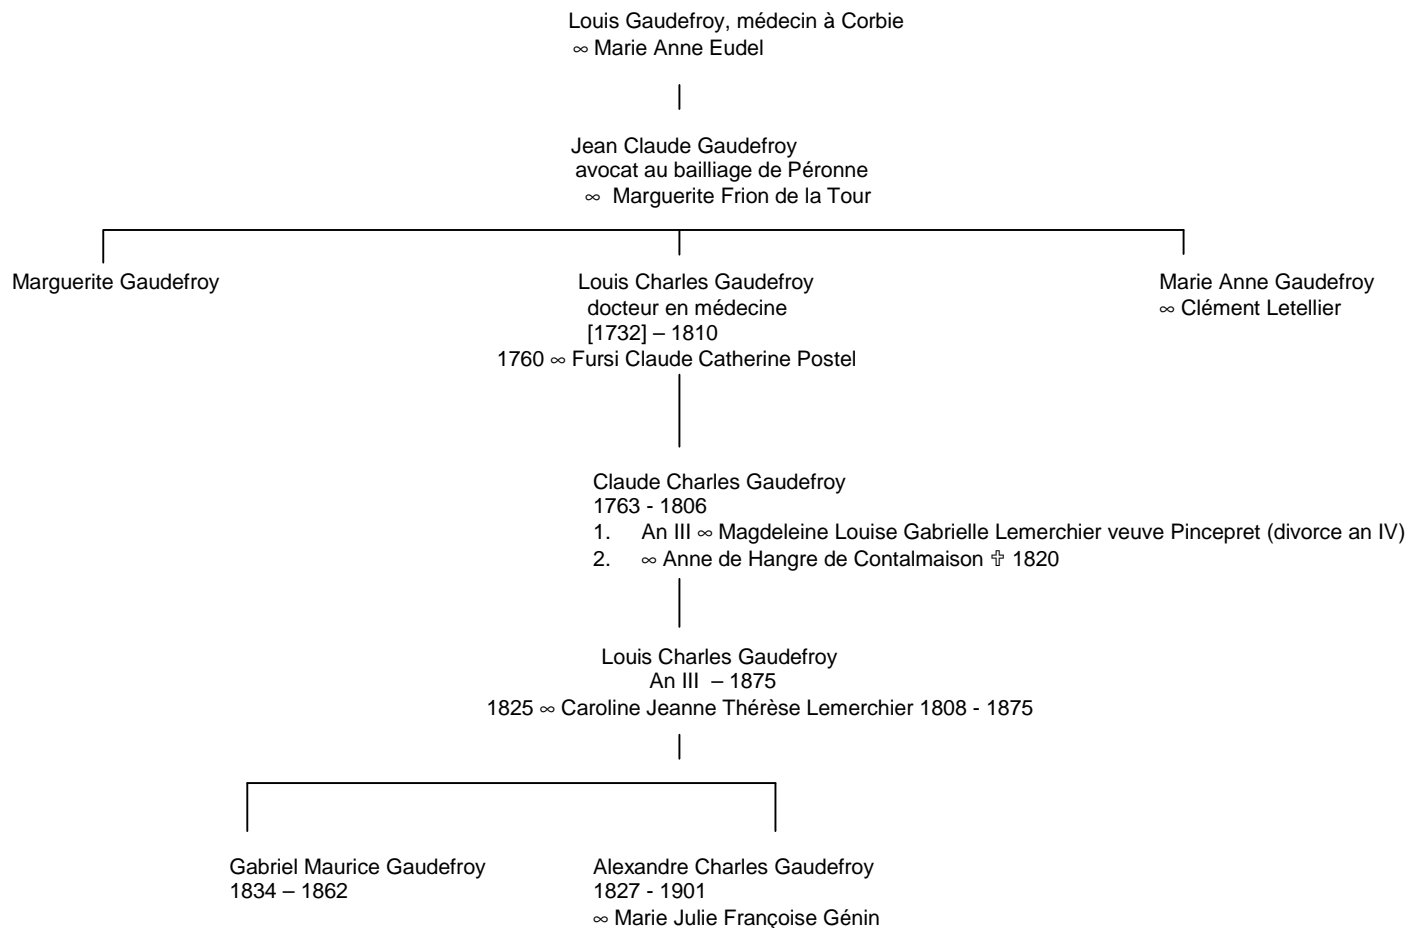 Louis Gaudefroy, médecin à Corbie
∞ Marie Anne Eudel
Jean Claude Gaudefroy
avocat au bailliage de Péronne
∞ Marguerite Frion de la Tour
Marguerite Gaudefroy
Louis Charles Gaudefroy
docteur en médecine
[1732] – 1810
1760 ∞ Fursi Claude Catherine Postel
Marie Anne Gaudefroy
∞ Clément Letellier
Claude Charles Gaudefroy
1763 - 1806
1. An III ∞ Magdeleine Louise Gabrielle Lemerchier veuve Pincepret (divorce an IV)
2. ∞ Anne de Hangre de Contalmaison ✞ 1820
Louis Charles Gaudefroy
An III – 1875
1825 ∞ Caroline Jeanne Thérèse Lemerchier 1808 - 1875
Gabriel Maurice Gaudefroy
1834 – 1862
Alexandre Charles Gaudefroy
1827 - 1901
∞ Marie Julie Françoise Génin